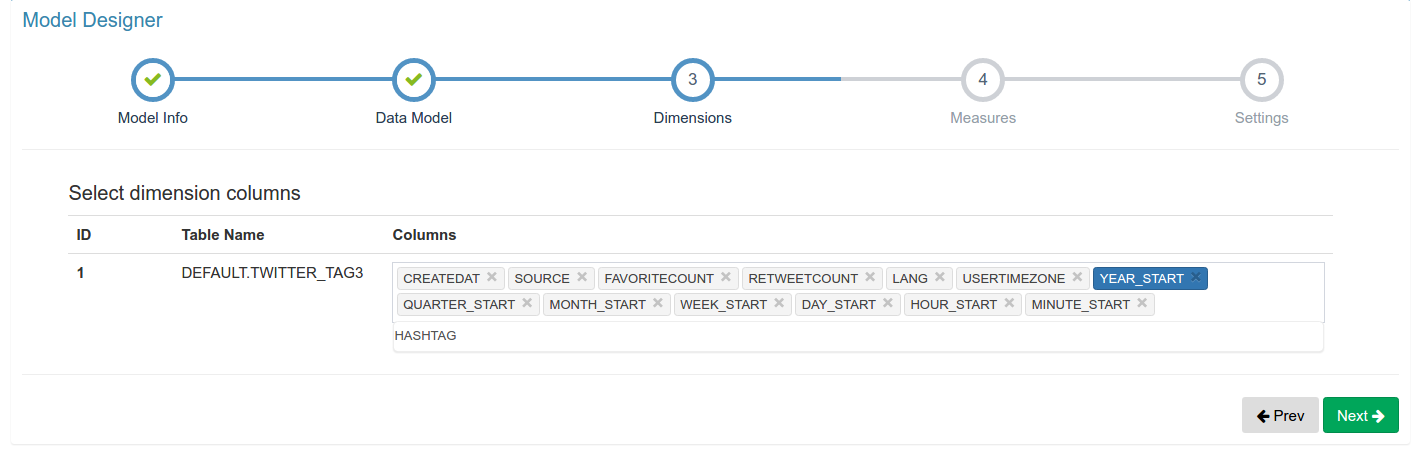 Model Designer
3 4 5
Model Info Data Model Dimensions Measures Settings
Select dimension columns
ID Table Name Columns
1 DEFAULT.TWITTER_TAG3 CREATEDAT SOURCE FAVORITECOUNT RETWEETCOUNT LANG USERTIMEZONE YEAR_START
QUARTER_START MONTH_START WEEK_START DAY_START HOUR_START MINUTE_START
HASHTAG
Prev Next